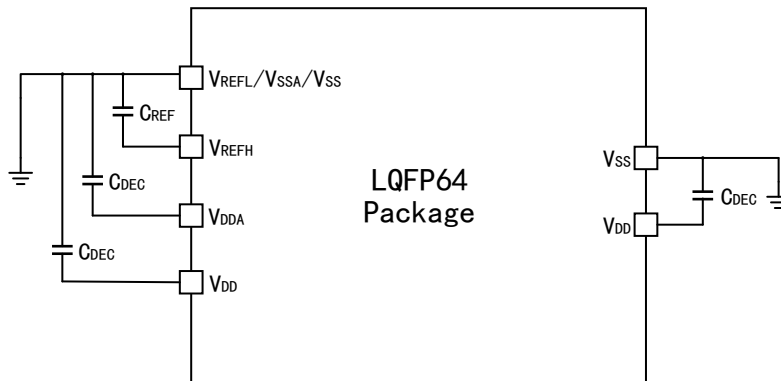 VREFL/VSSA/VSS
CREF
VREFH
CDEC
VDDA
CDEC
VDD
LQFP64
Package
VSS
CDEC
VDD